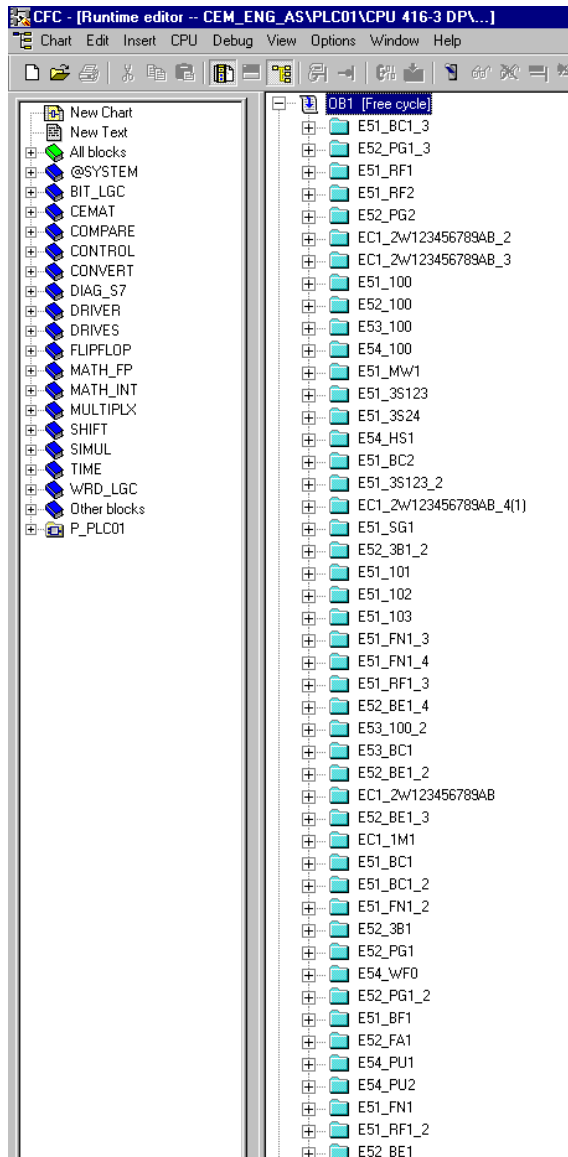 CFC - [Runtime editor -- CEM_ENG_AS\PLC01\CPU 416-3 DP\...]
Chart Edit Insert CPU Debug View Options Window Help
New Chart
New Text
All blocks
@SYSTEM
BIT_LGC
CEMAT
COMPARE
CONTROL
CONVERT
DIAG_S7
DRIVER
DRIVES
FLIPFLOP
MATH_FP
MATH_INT
MULTIPLX
SHIFT
SIMUL
TIME
WRD_LGC
Other blocks
P_PLC01
OB1 [Free cycle]
E51_BC1_3
E52_PG1_3
E51_RF1
E51_RF2
E52_PG2
EC1_2W123456789AB_2
EC1_2W123456789AB_3
E51_100
E52_100
E53_100
E54_100
E51_MW1
E51_3S123
E51_3S24
E54_HS1
E51_BC2
E51_3S123_2
EC1_2W123456789AB_4(1)
E51_SG1
E52_3B1_2
E51_101
E51_102
E51_103
E51_FN1_3
E51_FN1_4
E51_RF1_3
E52_BE1_4
E53_100_2
E53_BC1
E52_BE1_2
EC1_2W123456789AB
E52_BE1_3
EC1_1M1
E51_BC1
E51_BC1_2
E51_FN1_2
E52_3B1
E52_PG1
E54_WF0
E52_PG1_2
E51_BF1
E52_FA1
E54_PU1
E54_PU2
E51_FN1
E51_RF1_2
E52_BE1